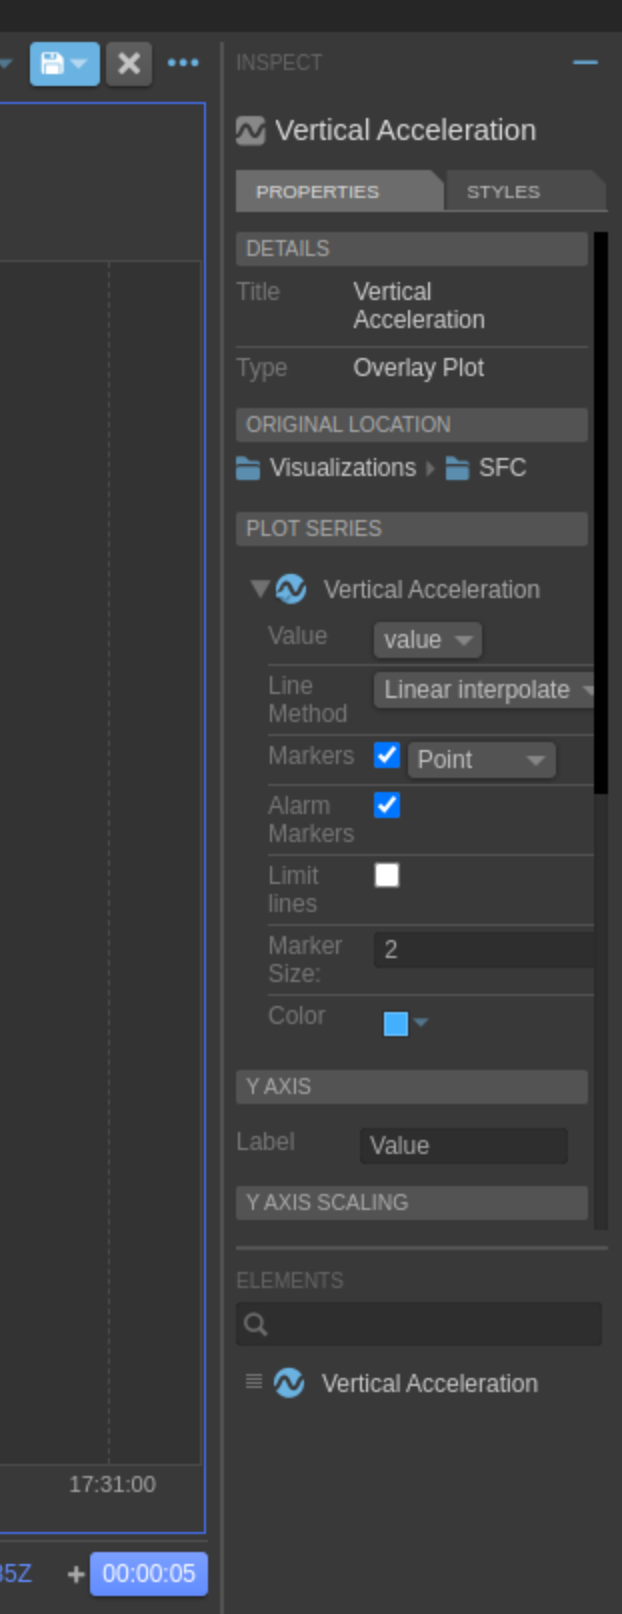 INSPECT
Vertical Acceleration
PROPERTIES STYLES
DETAILS
Title Vertical
Acceleration
Type Overlay Plot
ORIGINAL LOCATION
Visualizations SFC
PLOT SERIES
Vertical Acceleration
Value value
Line Linear interpolate
Method
Markers Point
Alarm
Markers
Limit
lines
Marker 2
Size:
Color
Y AXIS
Label Value
Y AXIS SCALING
ELEMENTS
Vertical Acceleration
17:31:00
35Z + 00:00:05